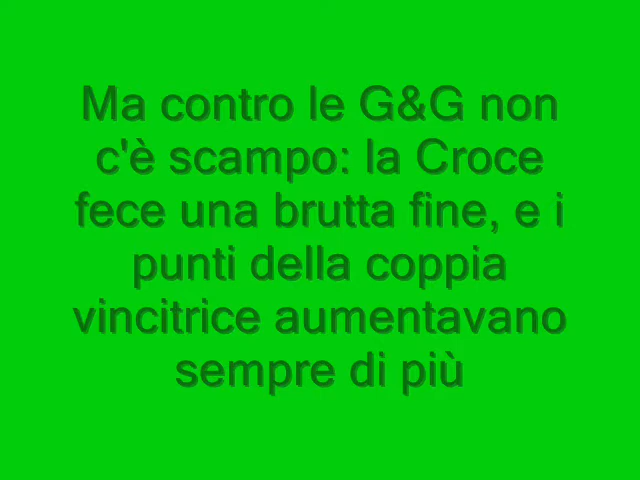 Ma contro le G&G non
c'è scampo: la Croce
fece una brutta fine, e i
punti della coppia
vincitrice aumentavano
sempre di più